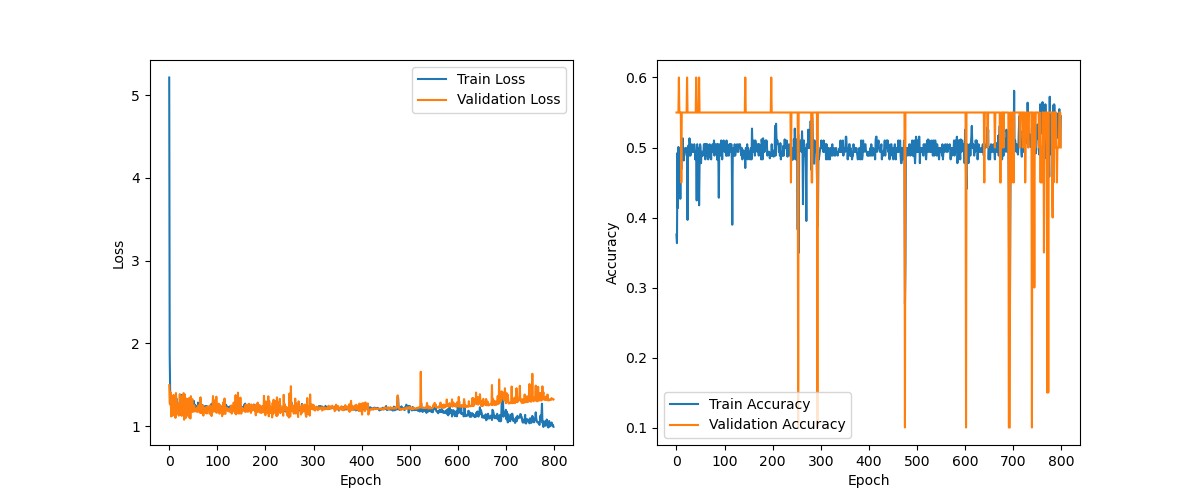 Train Loss
Validation Loss
5
4
3
2
1
Loss
0 100 200 300 400 500 600 700 800
Epoch
0.6
0.5
0.4
0.3
0.2
0.1
Accuracy
Train Accuracy
Validation Accuracy
0 100 200 300 400 500 600 700 800
Epoch